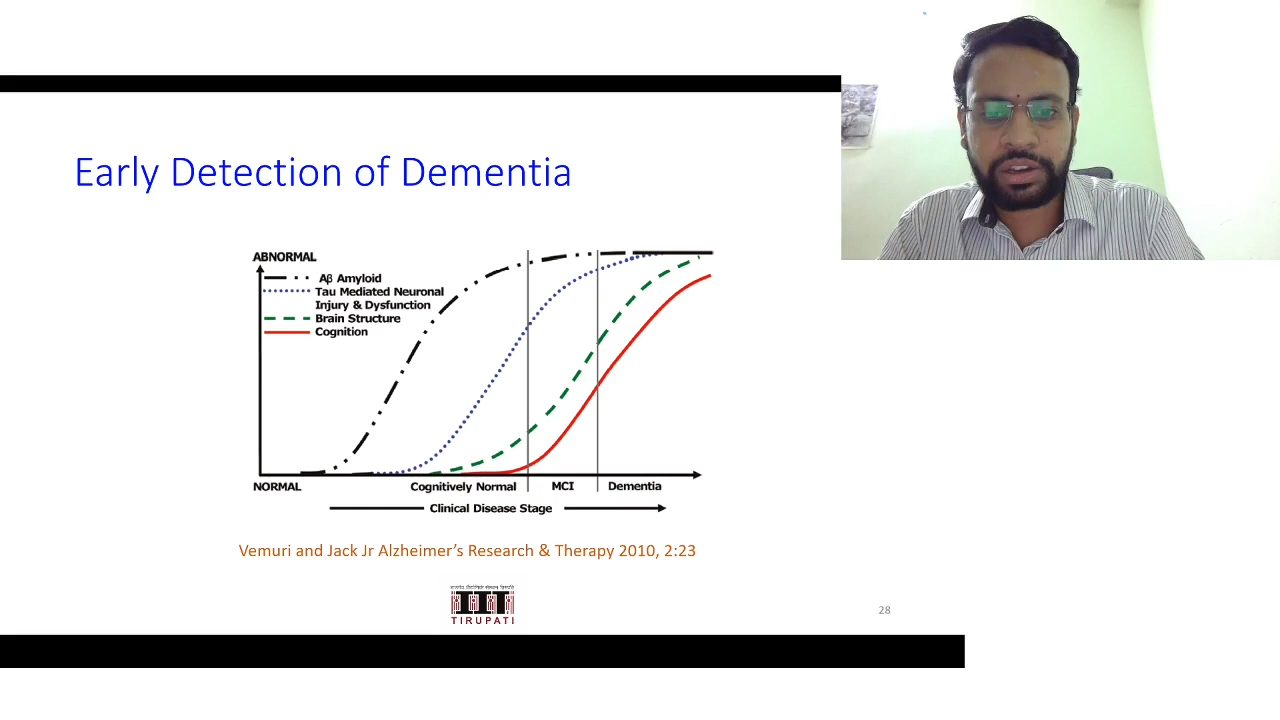 Early Detection of Dementia
ABNORMAL
Aβ Amyloid
Tau Mediated Neuronal
Injury & Dysfunction
Brain Structure
Cognition
NORMAL
Cognitively Normal
MCI
Dementia
Clinical Disease Stage
Vemuri and Jack Jr Alzheimer's Research & Therapy 2010, 2:23
TIRUPATI
28